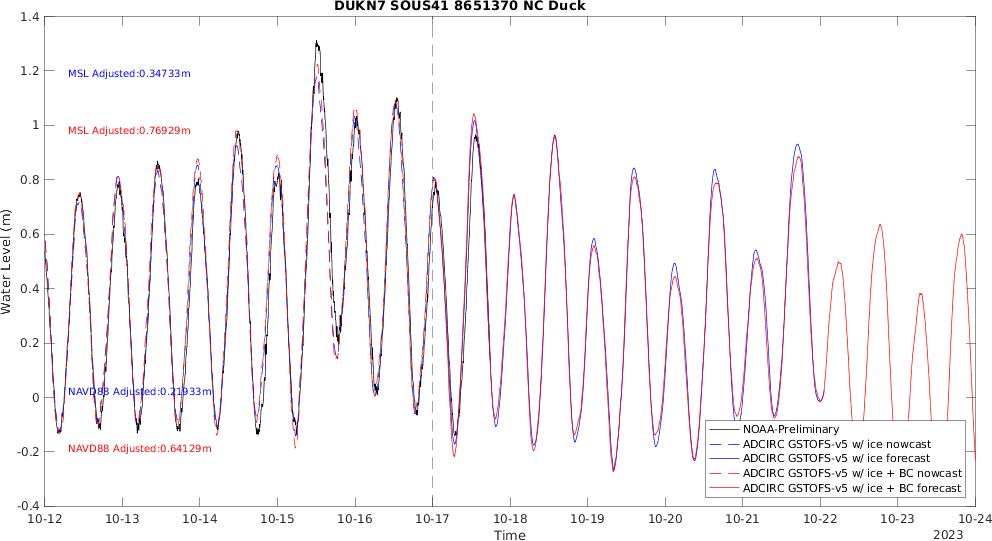 DUKN7 SOUS41 8651370 NC Duck
1.4
1.2
1
0.8
0.6
0.4
0.2
0
-0.2
-0.4
Water Level (m)
MSL Adjusted:0.34733m
MSL Adjusted:0.76929m
NAVD88 Adjusted:0.21933m
NAVD88 Adjusted:0.64129m
NOAA-Preliminary
ADCIRC GSTOFS-v5 w/ ice nowcast
ADCIRC GSTOFS-v5 w/ ice forecast
ADCIRC GSTOFS-v5 w/ ice + BC nowcast
ADCIRC GSTOFS-v5 w/ ice + BC forecast
10-12 10-13 10-14 10-15 10-16 10-17 10-18 10-19 10-20 10-21 10-22 10-23 10-24
Time
2023